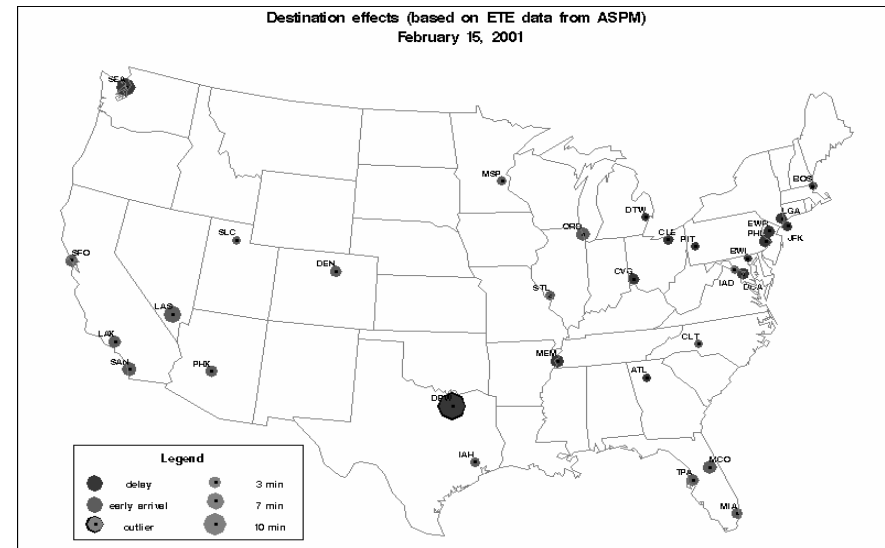 Destination effects (based on ETE data from ASPM)
February 15, 2001
SEA
MSP
BOS
DTW
LGA
ORD
EWR
SLC
CLE
PIT
PHL
JFK
SFO
BWI
DEN
CVG
IAD
DCA
STL
LAS
LAX
CLT
MEM
SAN
PHX
ATL
DFW
IAH
MCO
TPA
MIA
Legend
delay
3 min
early arrival
7 min
outlier
10 min